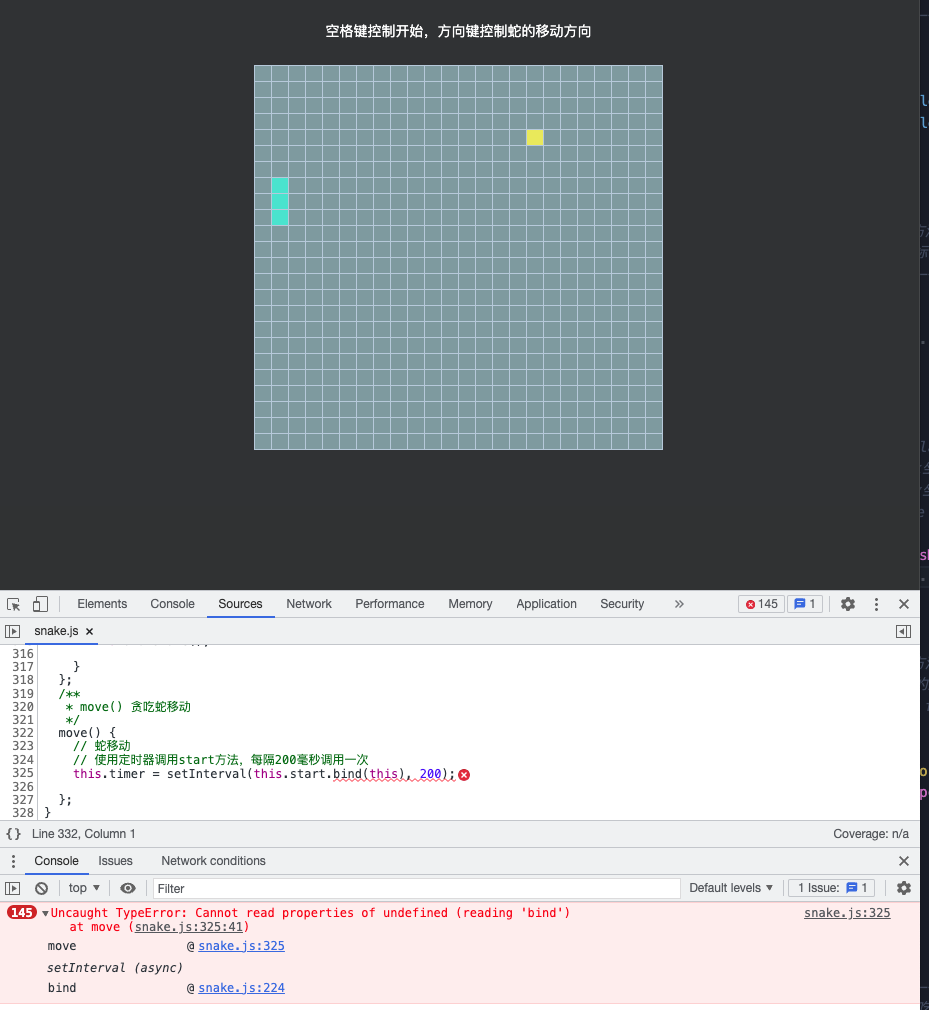 空格键控制开始，方向键控制蛇的移动方向
Elements Console Sources Network Performance Memory Application Security » 145 1
snake.js ×
316
317 }
318 };
319 /**
320 * move() 贪吃蛇移动
321 */
322 move() {
323 // 蛇移动
324 // 使用定时器调用start方法，每隔200毫秒调用一次
325 this.timer = setInterval(this.start.bind(this), 200);
326
327 };
328 }
{} Line 332, Column 1 Coverage: n/a
Console Issues Network conditions
top ▼ Filter Default levels ▼ 1 Issue: 1
145 ▼Uncaught TypeError: Cannot read properties of undefined (reading 'bind') snake.js:325
at move (snake.js:325:41)
move @ snake.js:325
setInterval (async)
bind @ snake.js:224